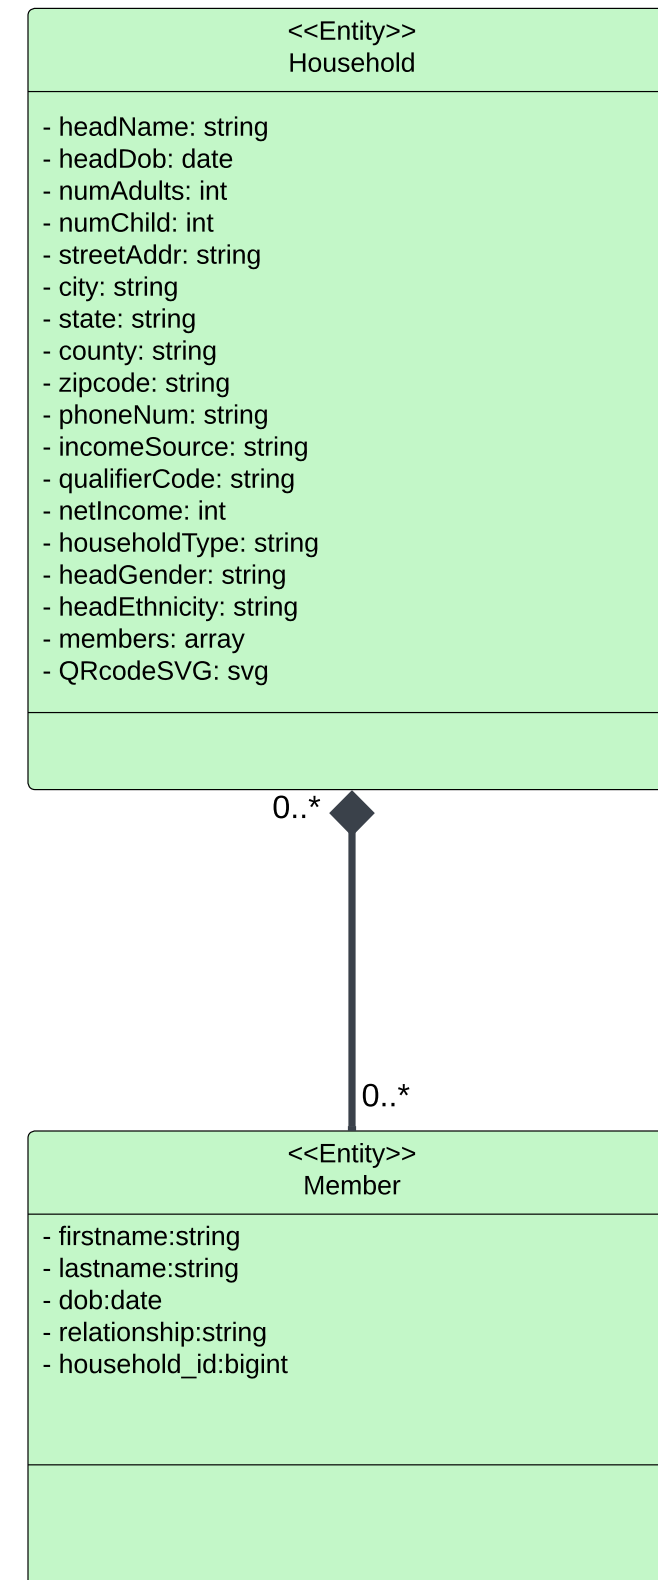 <<Entity>>
Household
- headName: string
- headDob: date
- numAdults: int
- numChild: int
- streetAddr: string
- city: string
- state: string
- county: string
- zipcode: string
- phoneNum: string
- incomeSource: string
- qualifierCode: string
- netIncome: int
- householdType: string
- headGender: string
- headEthnicity: string
- members: array
- QRcodeSVG: svg
0..*
0..*
<<Entity>>
Member
- firstname:string
- lastname:string
- dob:date
- relationship:string
- household_id:bigint